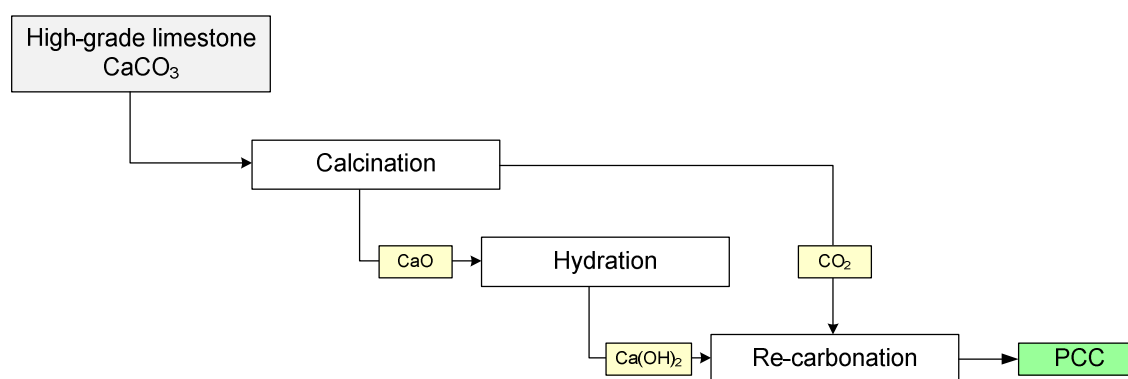 High-grade limestone
CaCO₃
Calcination
CaO
Hydration
CO₂
Ca(OH)₂
Re-carbonation
PCC